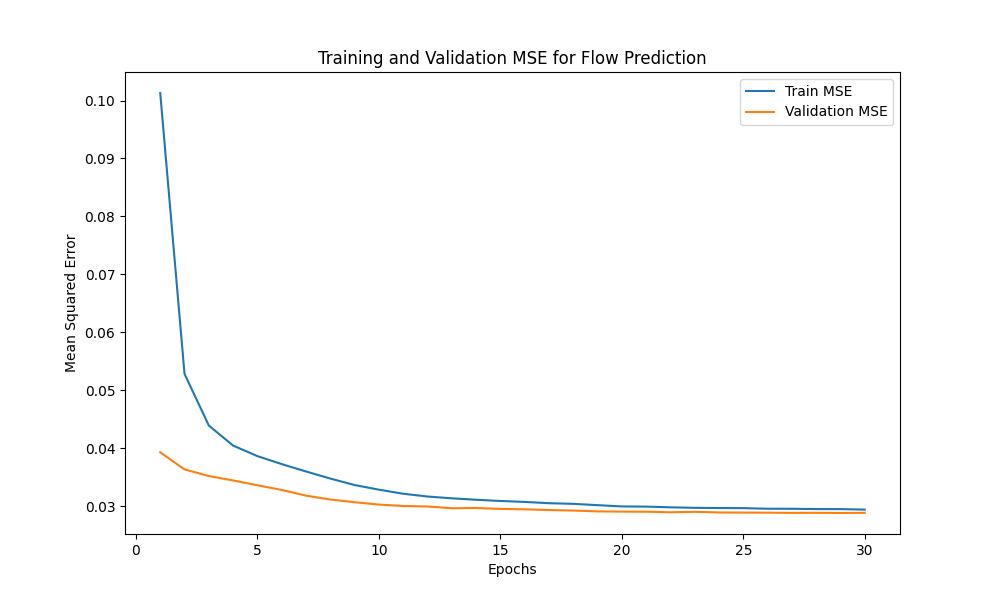 Training and Validation MSE for Flow Prediction
Train MSE
Validation MSE
Mean Squared Error
0.10
0.09
0.08
0.07
0.06
0.05
0.04
0.03
0 5 10 15 20 25 30
Epochs